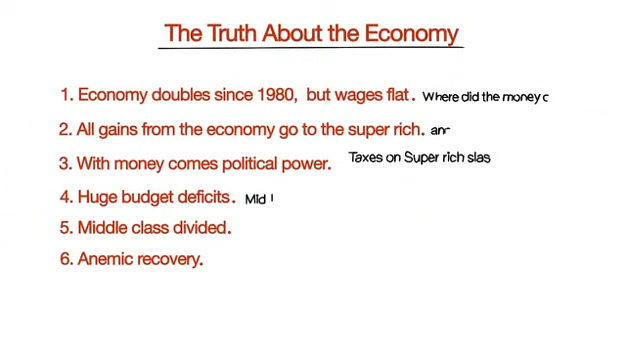 The Truth About the Economy
1. Economy doubles since 1980, but wages flat. Where did the money
2. All gains from the economy go to the super rich.
3. With money comes political power. Taxes on Super rich slas
4. Huge budget deficits. Mid
5. Middle class divided.
6. Anemic recovery.